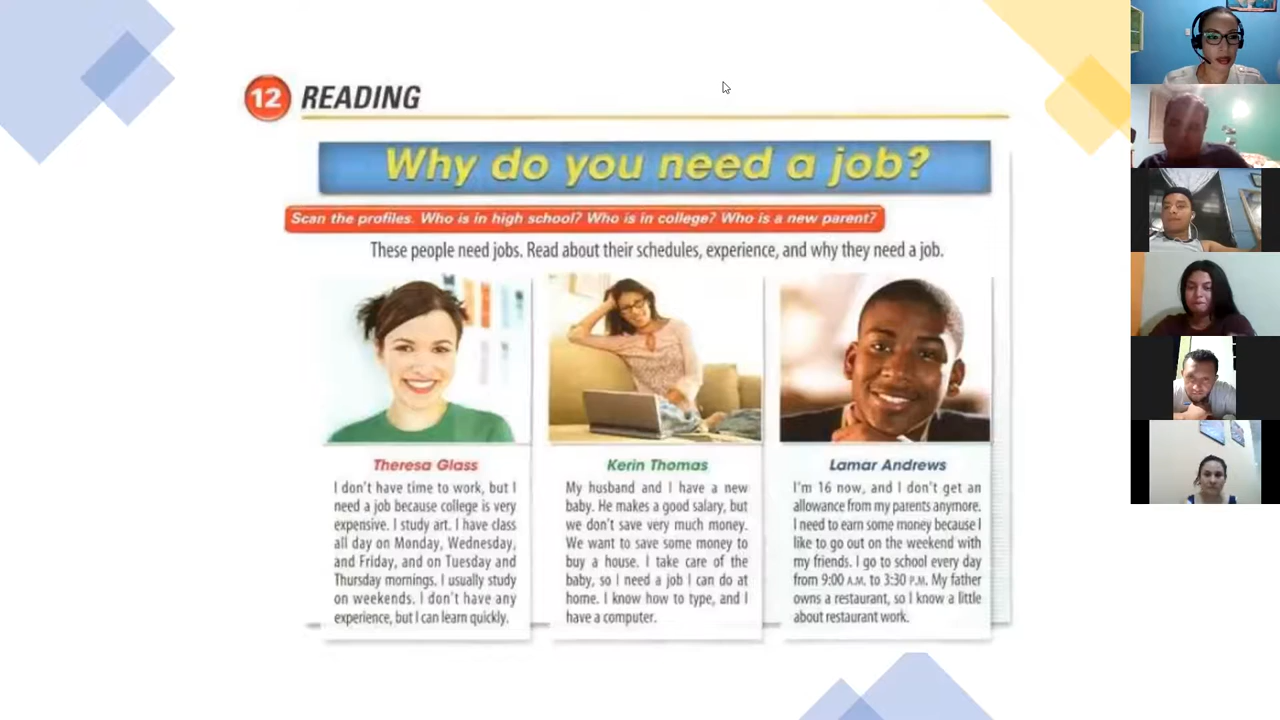 12 READING
Why do you need a job?
Scan the profiles. Who is in high school? Who is in college? Who is a new parent?
These people need jobs. Read about their schedules, experience, and why they need a job.
Theresa Glass
I don't have time to work, but I
need a job because college is very
expensive. I study art. I have class
all day on Monday, Wednesday,
and Friday, and on Tuesday and
Thursday mornings. I usually study
on weekends. I don't have any
experience, but I can learn quickly.
Kerin Thomas
My husband and I have a new
baby. He makes a good salary, but
we don't save very much money.
We want to save some money to
buy a house. I take care of the
baby, so I need a job I can do at
home. I know how to type, and I
have a computer.
Lamar Andrews
I'm 16 now, and I don't get an
allowance from my parents anymore.
I need to earn some money because I
like to go out on the weekend with
my friends. I go to school every day
from 9:00 A.M. to 3:30 P.M. My father
owns a restaurant, so I know a little
about restaurant work.